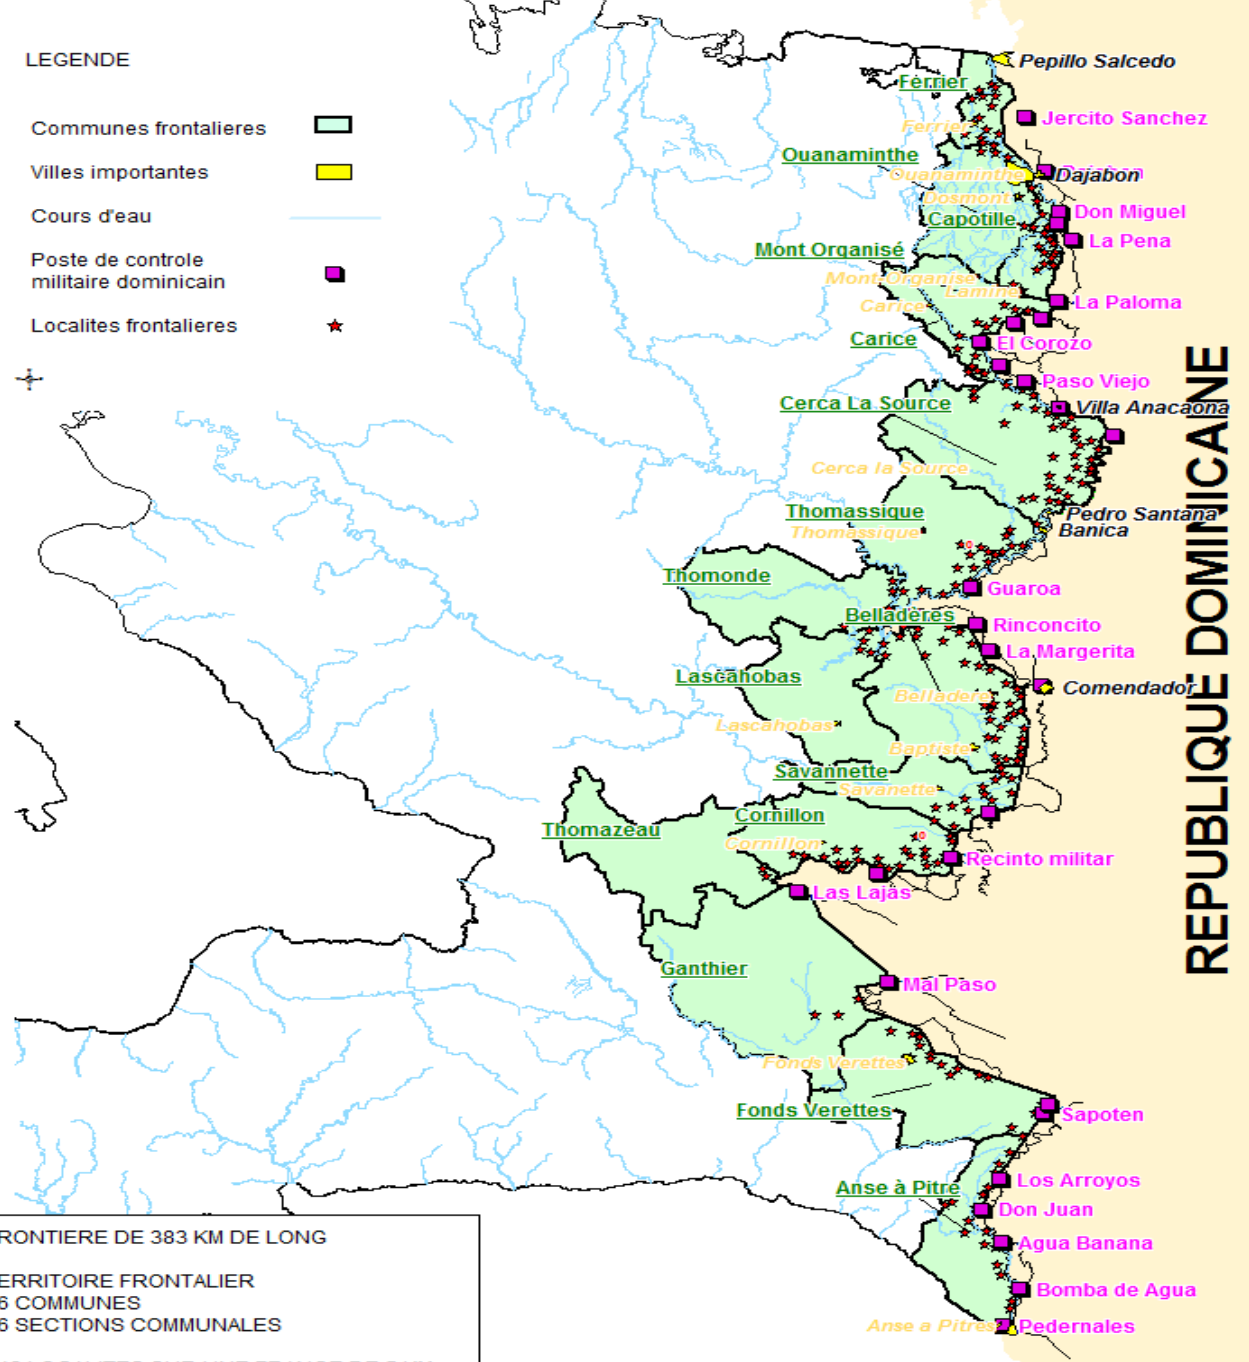 LEGENDE
Communes frontalieres
Villes importantes
Cours d'eau
Poste de controle
militaire dominicain
Localites frontalieres
Pepillo Salcedo
Ferrier
Jercito Sanchez
Ferrier
Ouanaminthe
Ouanaminthe
Dajabon
Dosmont
Capotille
Don Miguel
La Pena
Mont Organisé
Mont-Organise
Lamine
Carice
La Paloma
Carice
El Corozo
Paso Viejo
Cerca La Source
Villa Anacaona
Cerca la Source
Thomassique
Pedro Santana
Thomassique
Banica
Thomonde
Guaroa
Belladères
Rinconcito
La Margerita
Lascahobas
Comendador
Belladere
Lascahobas
Baptiste
Savannette
Savanette
Cornillon
Thomazeau
Cornillon
Recinto militar
Las Lajas
Ganthier
Mal Paso
Fonds Verettes
Fonds Verettes
Sapoten
Anse à Pitre
Los Arroyos
Don Juan
Agua Banana
Bomba de Agua
Anse a Pitres
Pedernales
REPUBLIQUE DOMINICAINE
RONTIERE DE 383 KM DE LONG
ERRITOIRE FRONTALIER
6 COMMUNES
6 SECTIONS COMMUNALES